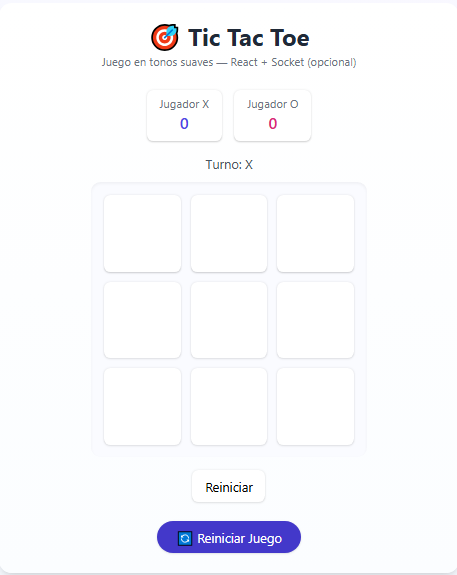 🎯 Tic Tac Toe
Juego en tonos suaves — React + Socket (opcional)
Jugador X
0
Jugador O
0
Turno: X
Reiniciar
🔄 Reiniciar Juego